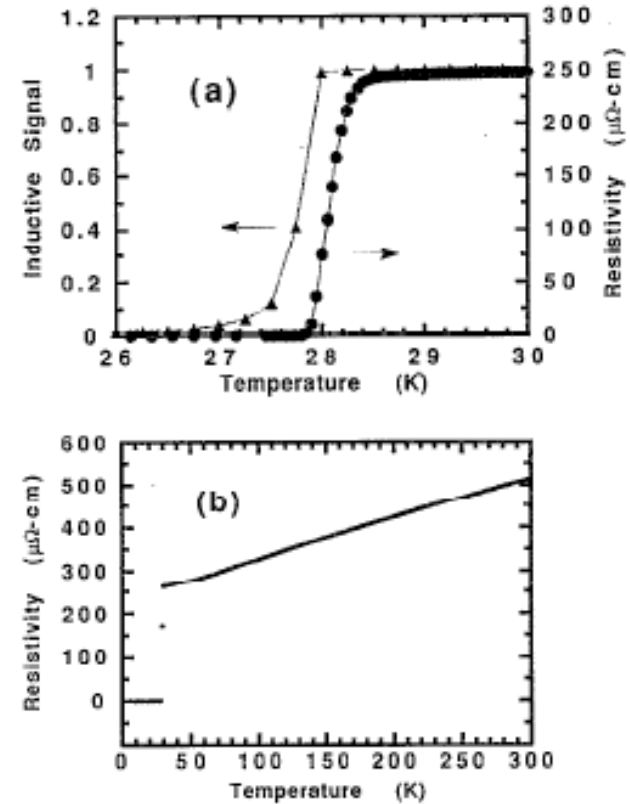 (a)
1.2
1
0.8
0.6
0.4
0.2
0
Inductive Signal
300
250
200
150
100
50
0
Resistivity (μΩ-cm)
26 27 28 29 30
Temperature (K)
(b)
600
500
400
300
200
100
0
Resistivity (μΩ-cm)
0 50 100 150 200 250 300
Temperature (K)